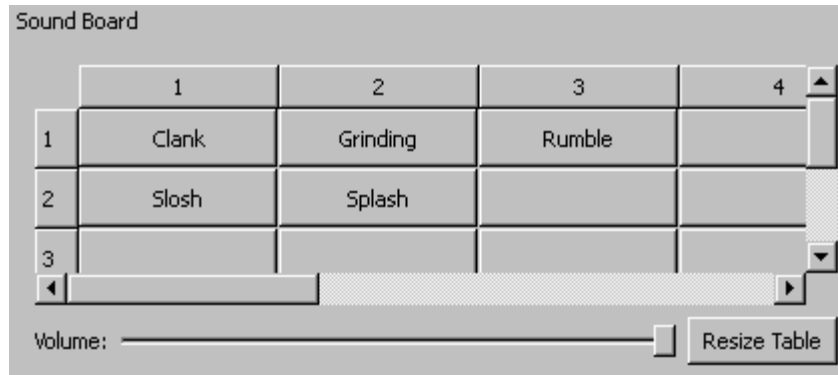 Sound Board
1 2 3 4
1 Clank Grinding Rumble
2 Slosh Splash
3
Volume: Resize Table